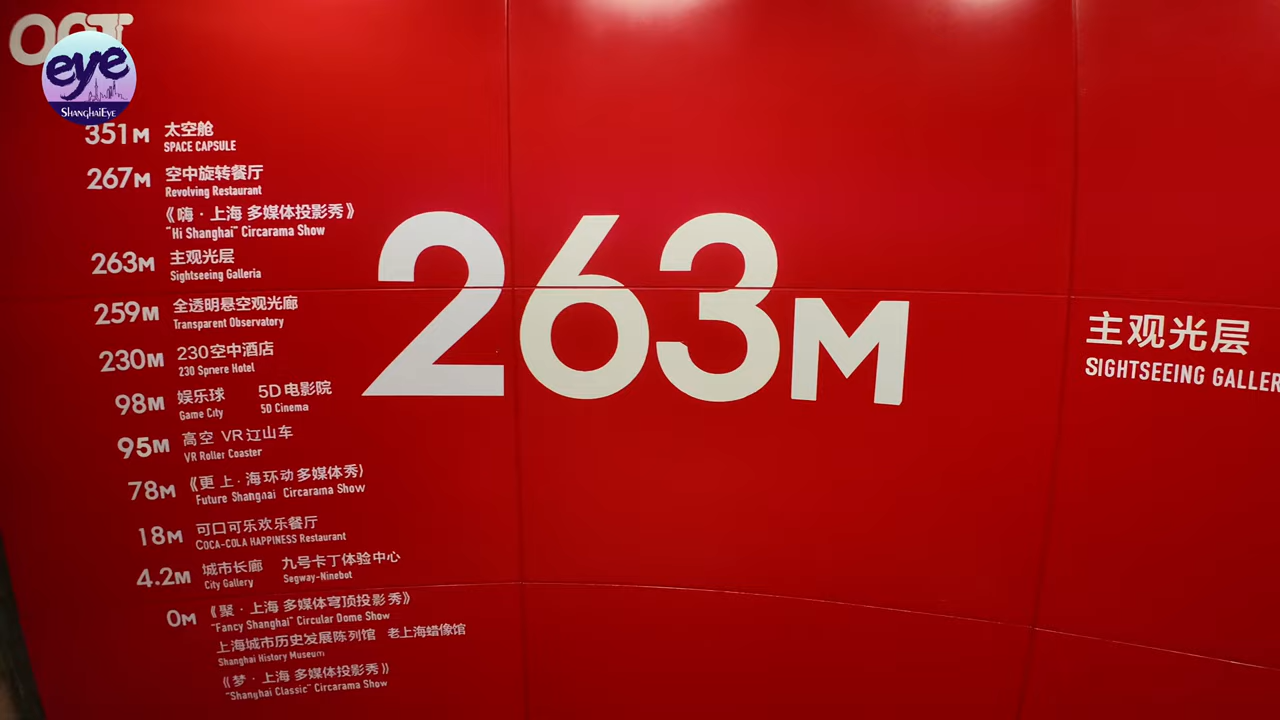 eye
SHANGHAIEYE
351M 太空舱
SPACE CAPSULE
267M 空中旋转餐厅
Revolving Restaurant
《嗨·上海 多媒体投影秀》
"Hi Shanghai" Circarama Show
263M 主观光层
Sightseeing Galleria
259M 全透明悬空观光廊
Transparent Observatory
230M 230空中酒店
230 Sphere Hotel
98M 娱乐球 5D电影院
Game City 5D Cinema
95M 高空 VR过山车
VR Roller Coaster
78M 《更上·海环动多媒体秀》
Future Shanghai Circarama Show
18M 可口可乐欢乐餐厅
COCA-COLA HAPPINESS Restaurant
4.2M 城市长廊 九号卡丁体验中心
City Gallery Segway-Ninebot
0M 《聚·上海 多媒体穹顶投影秀》
"Fancy Shanghai" Circular Dome Show
上海城市历史发展陈列馆 老上海蜡像馆
Shanghai History Museum
《梦·上海 多媒体投影秀》
"Shanghai Classic" Circarama Show
263M
主观光层
SIGHTSEEING GALLER